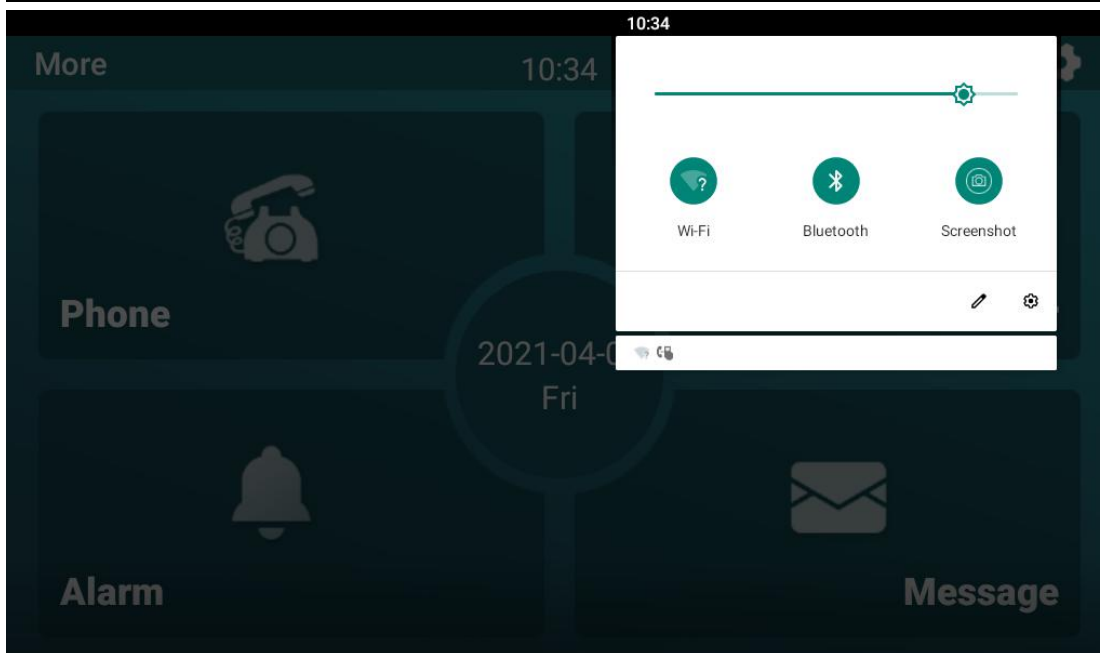 10:34
More
10:34
Wi-Fi
Bluetooth
Screenshot
Phone
2021-04-0
Fri
Alarm
Message